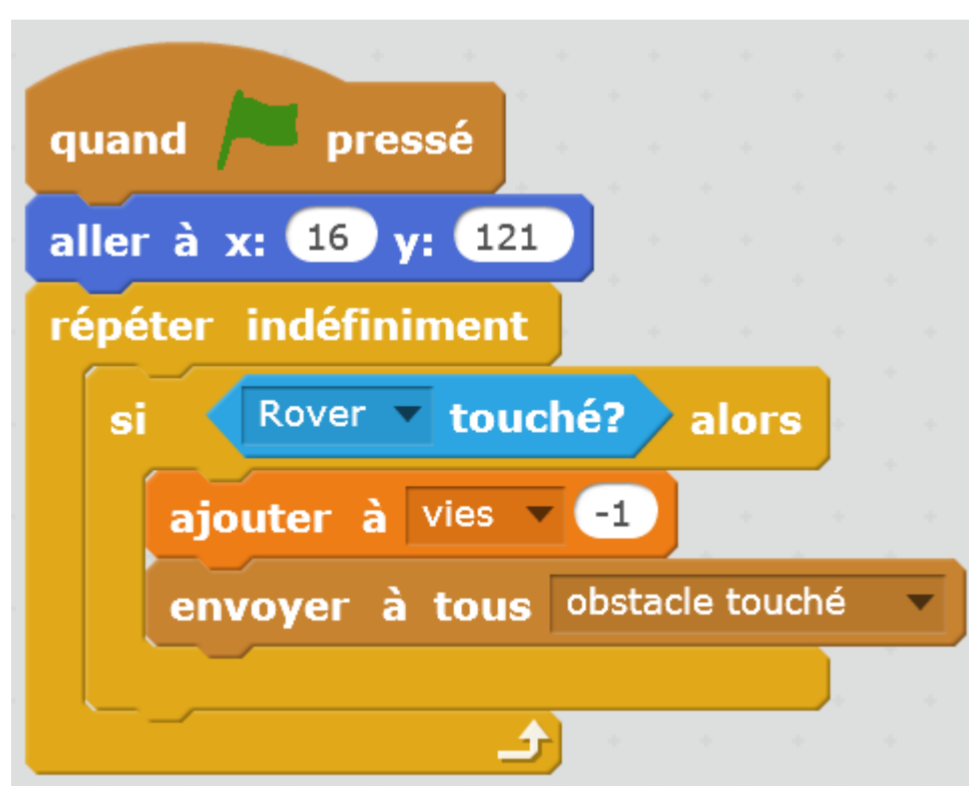 quand pressé
aller à x: 16 y: 121
répéter indéfiniment
si Rover touché? alors
ajouter à vies -1
envoyer à tous obstacle touché